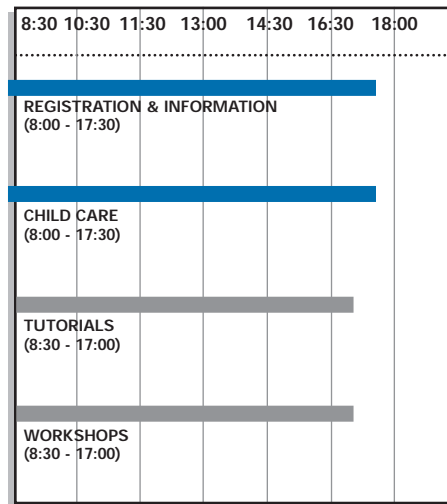 8:30 10:30 11:30 13:00 14:30 16:30 18:00
REGISTRATION & INFORMATION
(8:00 - 17:30)
CHILD CARE
(8:00 - 17:30)
TUTORIALS
(8:30 - 17:00)
WORKSHOPS
(8:30 - 17:00)